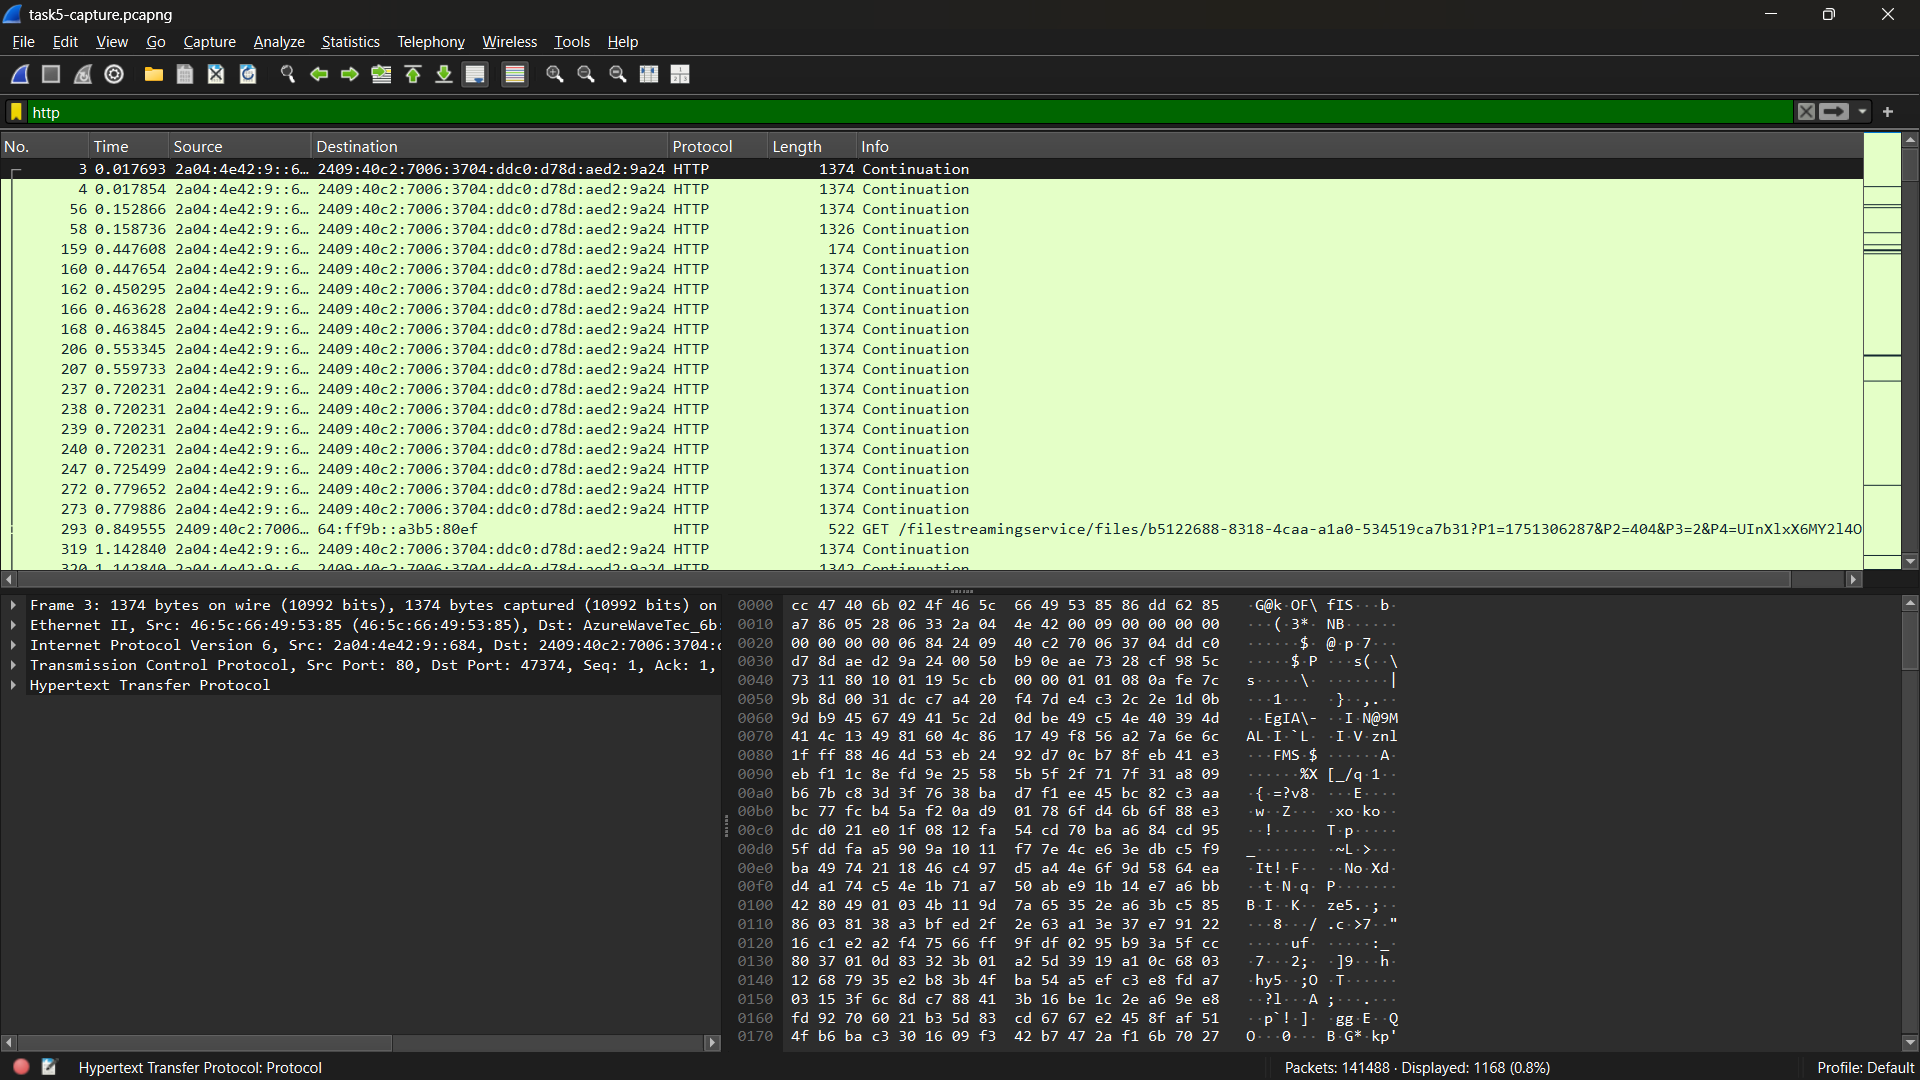 task5-capture.pcapng
File Edit View Go Capture Analyze Statistics Telephony Wireless Tools Help
http
No. Time Source Destination Protocol Length Info
3 0.017693 2a04:4e42:9::6… 2409:40c2:7006:3704:ddc0:d78d:aed2:9a24 HTTP 1374 Continuation
4 0.017854 2a04:4e42:9::6… 2409:40c2:7006:3704:ddc0:d78d:aed2:9a24 HTTP 1374 Continuation
56 0.152866 2a04:4e42:9::6… 2409:40c2:7006:3704:ddc0:d78d:aed2:9a24 HTTP 1374 Continuation
58 0.158736 2a04:4e42:9::6… 2409:40c2:7006:3704:ddc0:d78d:aed2:9a24 HTTP 1326 Continuation
159 0.447608 2a04:4e42:9::6… 2409:40c2:7006:3704:ddc0:d78d:aed2:9a24 HTTP 174 Continuation
160 0.447654 2a04:4e42:9::6… 2409:40c2:7006:3704:ddc0:d78d:aed2:9a24 HTTP 1374 Continuation
162 0.450295 2a04:4e42:9::6… 2409:40c2:7006:3704:ddc0:d78d:aed2:9a24 HTTP 1374 Continuation
166 0.463628 2a04:4e42:9::6… 2409:40c2:7006:3704:ddc0:d78d:aed2:9a24 HTTP 1374 Continuation
168 0.463845 2a04:4e42:9::6… 2409:40c2:7006:3704:ddc0:d78d:aed2:9a24 HTTP 1374 Continuation
206 0.553345 2a04:4e42:9::6… 2409:40c2:7006:3704:ddc0:d78d:aed2:9a24 HTTP 1374 Continuation
207 0.559733 2a04:4e42:9::6… 2409:40c2:7006:3704:ddc0:d78d:aed2:9a24 HTTP 1374 Continuation
237 0.720231 2a04:4e42:9::6… 2409:40c2:7006:3704:ddc0:d78d:aed2:9a24 HTTP 1374 Continuation
238 0.720231 2a04:4e42:9::6… 2409:40c2:7006:3704:ddc0:d78d:aed2:9a24 HTTP 1374 Continuation
239 0.720231 2a04:4e42:9::6… 2409:40c2:7006:3704:ddc0:d78d:aed2:9a24 HTTP 1374 Continuation
240 0.720231 2a04:4e42:9::6… 2409:40c2:7006:3704:ddc0:d78d:aed2:9a24 HTTP 1374 Continuation
247 0.725499 2a04:4e42:9::6… 2409:40c2:7006:3704:ddc0:d78d:aed2:9a24 HTTP 1374 Continuation
272 0.779652 2a04:4e42:9::6… 2409:40c2:7006:3704:ddc0:d78d:aed2:9a24 HTTP 1374 Continuation
273 0.779886 2a04:4e42:9::6… 2409:40c2:7006:3704:ddc0:d78d:aed2:9a24 HTTP 1374 Continuation
293 0.849555 2409:40c2:7006… 64:ff9b::a3b5:80ef HTTP 522 GET /filestreamingservice/files/b5122688-8318-4caa-a1a0-534519ca7b31?P1=1751306287&P2=404&P3=2&P4=UInXlxX6MY2l4O
319 1.142840 2a04:4e42:9::6… 2409:40c2:7006:3704:ddc0:d78d:aed2:9a24 HTTP 1374 Continuation
320 1.142840 2a04:4e42:9::6… 2409:40c2:7006:3704:ddc0:d78d:aed2:9a24 HTTP 1342 Continuation
Frame 3: 1374 bytes on wire (10992 bits), 1374 bytes captured (10992 bits) on
Ethernet II, Src: 46:5c:66:49:53:85 (46:5c:66:49:53:85), Dst: AzureWaveTec_6b:
Internet Protocol Version 6, Src: 2a04:4e42:9::684, Dst: 2409:40c2:7006:3704:
Transmission Control Protocol, Src Port: 80, Dst Port: 47374, Seq: 1, Ack: 1,
Hypertext Transfer Protocol
0000 cc 47 40 6b 02 4f 46 5c 66 49 53 85 86 dd 62 85 ·G@k·OF\ fIS···b·
0010 a7 86 05 28 06 33 2a 04 4e 42 00 09 00 00 00 00 ···(·3*· NB······
0020 00 00 00 00 06 84 24 09 40 c2 70 06 37 04 dd c0 ······$· @·p·7···
0030 d7 8d ae d2 9a 24 00 50 b9 0e ae 73 28 cf 98 5c ·····$·P ···s(··\
0040 73 11 80 10 01 19 5c cb 00 00 01 01 08 0a fe 7c s·····\· ·······|
0050 9b 8d 00 31 dc c7 a4 20 f4 7d e4 c3 2c 2e 1d 0b ···1···  ·}··,.··
0060 9d b9 45 67 49 41 5c 2d 0d be 49 c5 4e 40 39 4d ··EgIA\- ··I·N@9M
0070 41 4c 13 49 81 60 4c 86 17 49 f8 56 a2 7a 6e 6c AL·I·`L· ·I·V·znl
0080 1f ff 88 46 4d 53 eb 24 92 d7 0c b7 8f eb 41 e3 ···FMS·$ ······A·
0090 eb f1 1c 8e fd 9e 25 58 5b 5f 2f 71 7f 31 a8 09 ······%X [_/q·1··
00a0 b6 7b c8 3d 3f 76 38 ba d7 f1 ee 45 bc 82 c3 aa ·{·=?v8· ···E····
00b0 bc 77 fc b4 5a f2 0a d9 01 78 6f d4 6b 6f 88 e3 ·w··Z··· ·xo·ko··
00c0 dc d0 21 e0 1f 08 12 fa 54 cd 70 ba a6 84 cd 95 ··!····· T·p·····
00d0 5f dd fa a5 90 9a 10 11 f7 7e 4c e6 3e db c5 f9 _······· ·~L·>···
00e0 ba 49 74 21 18 46 c4 97 d5 a4 4e 6f 9d 58 64 ea ·It!·F·· ··No·Xd·
00f0 d4 a1 74 c5 4e 1b 71 a7 50 ab e9 1b 14 e7 a6 bb ··t·N·q· P·······
0100 42 80 49 01 03 4b 11 9d 7a 65 35 2e a6 3b c5 85 B·I··K·· ze5.·;··
0110 86 03 81 38 a3 bf ed 2f 2e 63 a1 3e 37 e7 91 22 ···8···/ .c·>7··"
0120 16 c1 e2 a2 f4 75 66 ff 9f df 02 95 b9 3a 5f cc ·····uf· ·····:_·
0130 80 37 01 0d 83 32 3b 01 a2 5d 39 19 a1 0c 68 03 ·7···2;· ·]9···h·
0140 12 68 79 35 e2 b8 3b 4f ba 54 a5 ef c3 e8 fd a7 ·hy5··;O ·T······
0150 03 15 3f 6c 8d c7 88 41 3b 16 be 1c 2e a6 9e e8 ··?l···A ;···.···
0160 fd 92 70 60 21 b3 5d 83 cd 67 67 e2 45 8f af 51 ··p`!·]· ·gg·E··Q
0170 4f b6 ba c3 30 16 09 f3 42 b7 47 2a f1 6b 70 27 O···0··· B·G*·kp'
Hypertext Transfer Protocol: Protocol
Packets: 141488 · Displayed: 1168 (0.8%)
Profile: Default